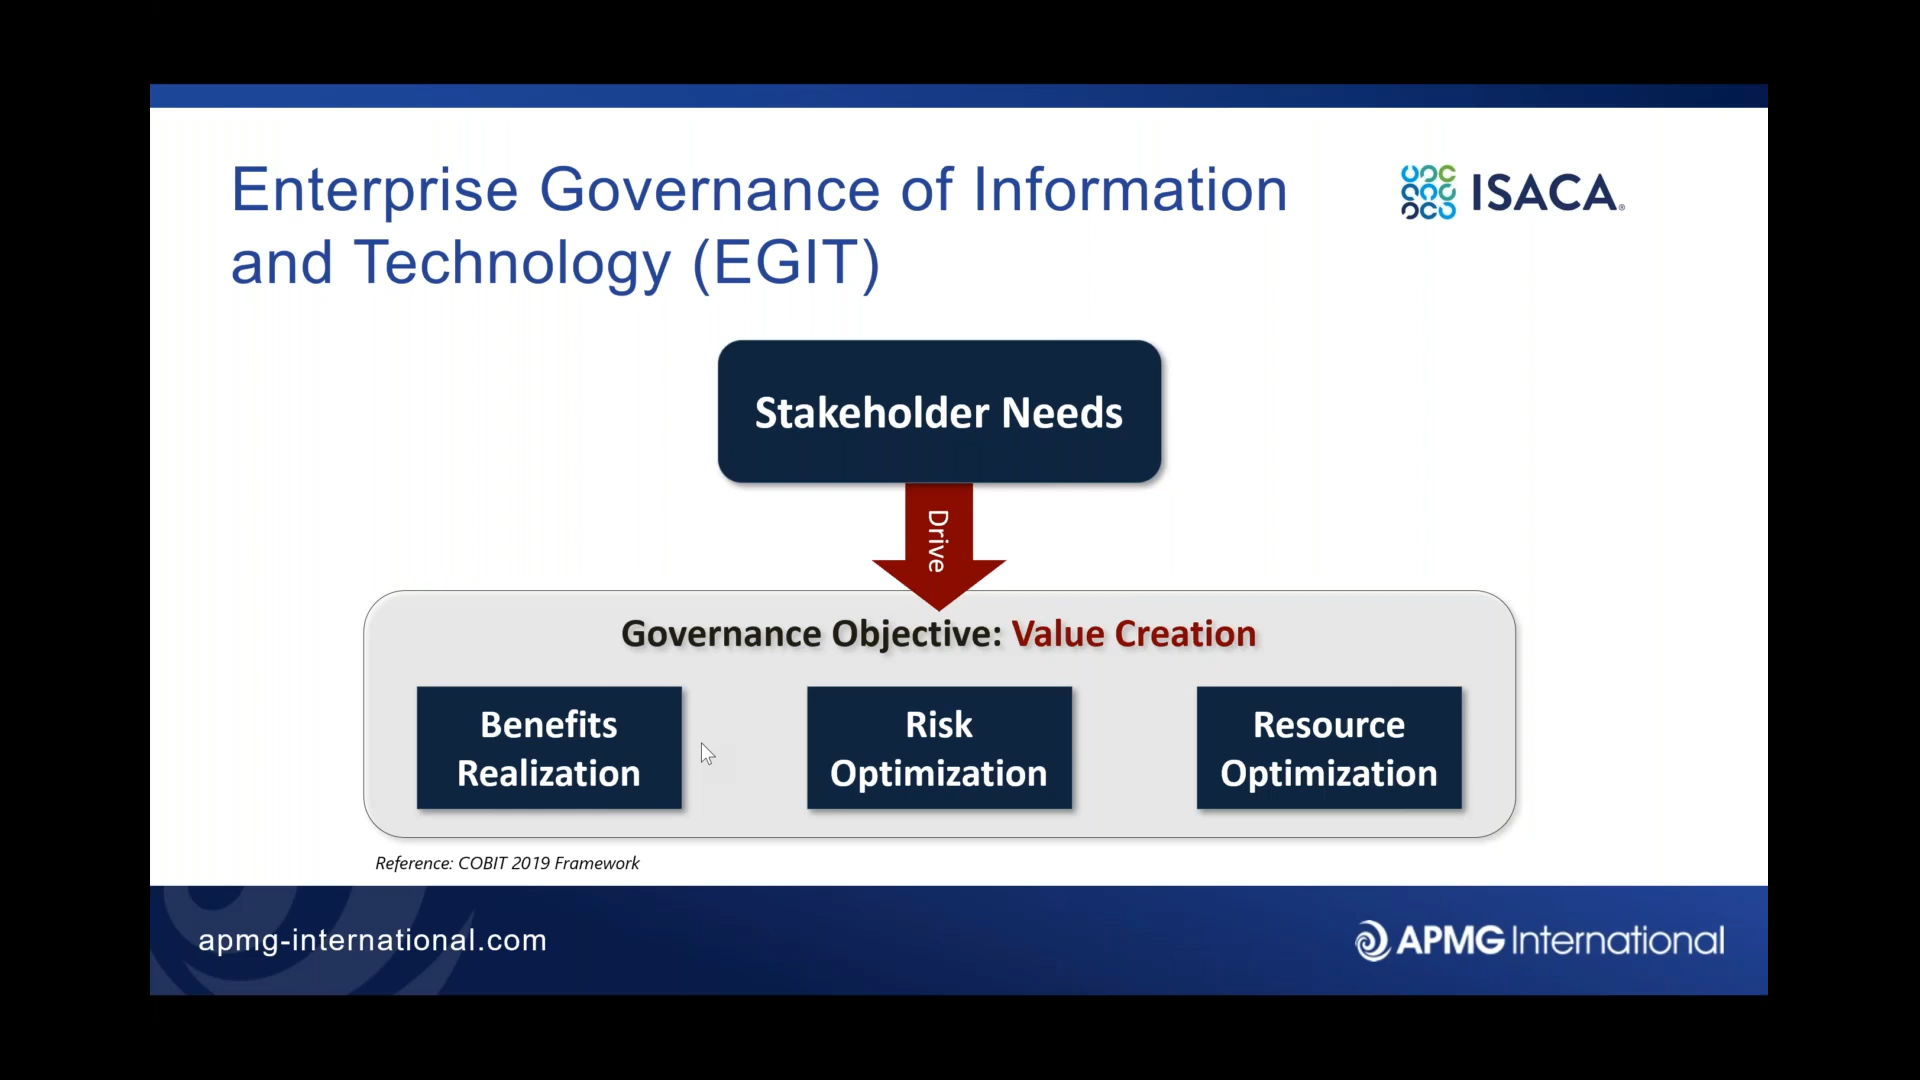 Enterprise Governance of Information
and Technology (EGIT)
ISACA®
Stakeholder Needs
Drive
Governance Objective: Value Creation
Benefits
Realization
Risk
Optimization
Resource
Optimization
Reference: COBIT 2019 Framework
apmg-international.com
APMG International